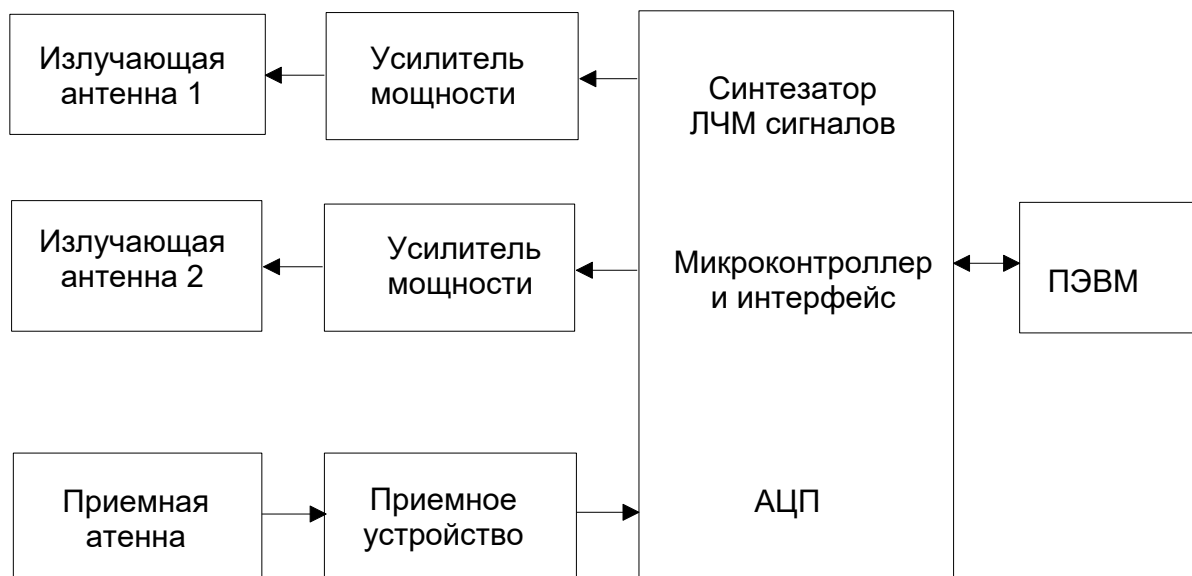 Излучающая
антенна 1
Усилитель
мощности
Синтезатор
ЛЧМ сигналов
Излучающая
антенна 2
Усилитель
мощности
Микроконтроллер
и интерфейс
ПЭВМ
Приемная
атенна
Приемное
устройство
АЦП